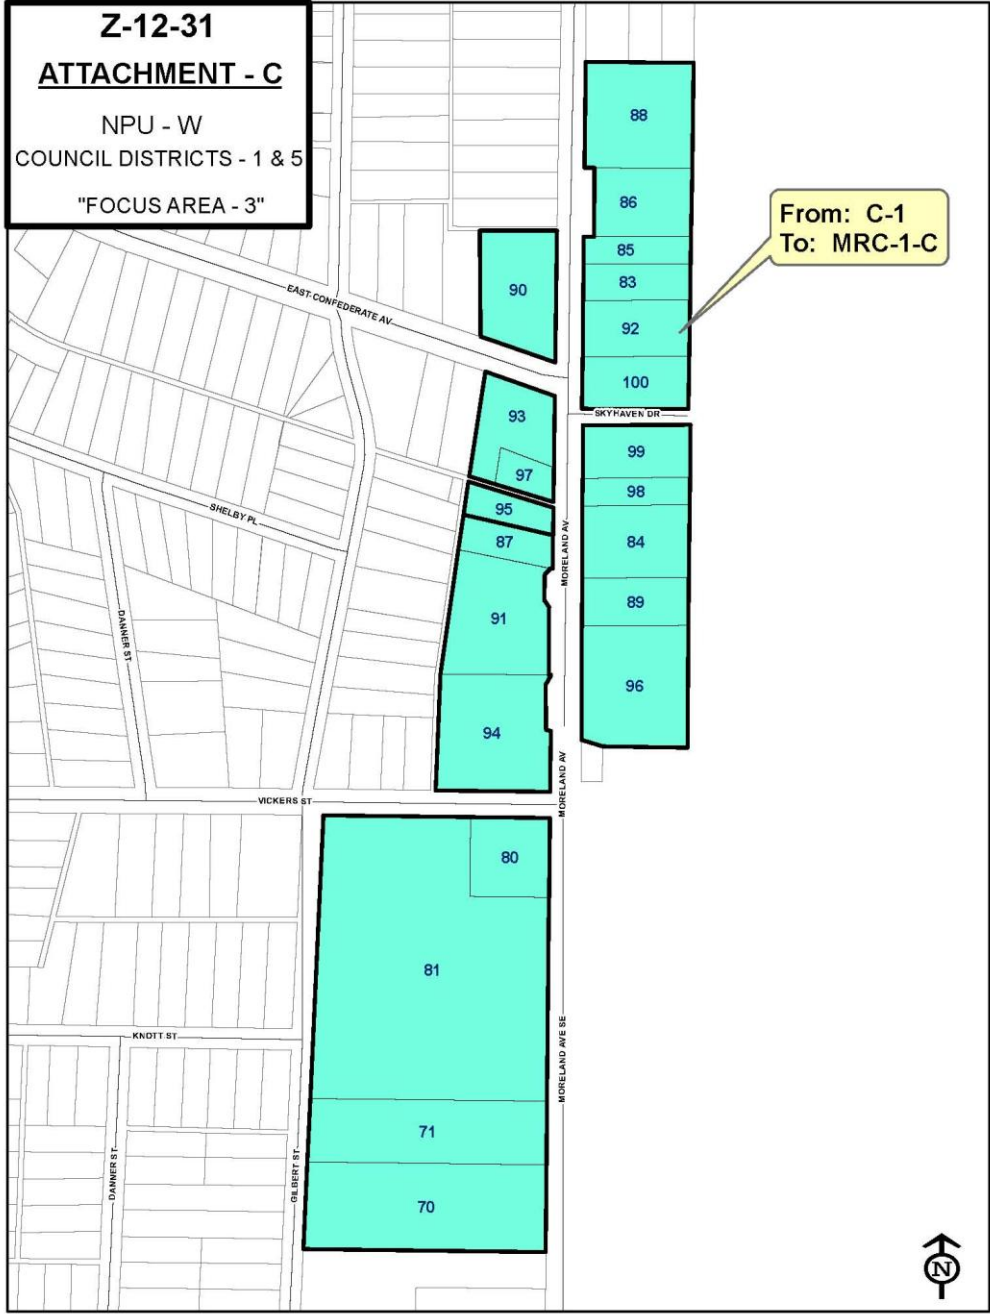 Z-12-31
ATTACHMENT - C
NPU - W
COUNCIL DISTRICTS - 1 & 5
"FOCUS AREA - 3"
88
86
From: C-1
To: MRC-1-C
85
83
90
EAST CONFEDERATE AV
92
100
SKYHAVEN DR
93
99
97
98
95
SHELBY PL
87
84
MORELAND AV
89
91
DANNER ST
96
94
MORELAND AV
VICKERS ST
80
81
KNOTT ST
MORELAND AVE SE
71
DANNER ST
GILBERT ST
70
N